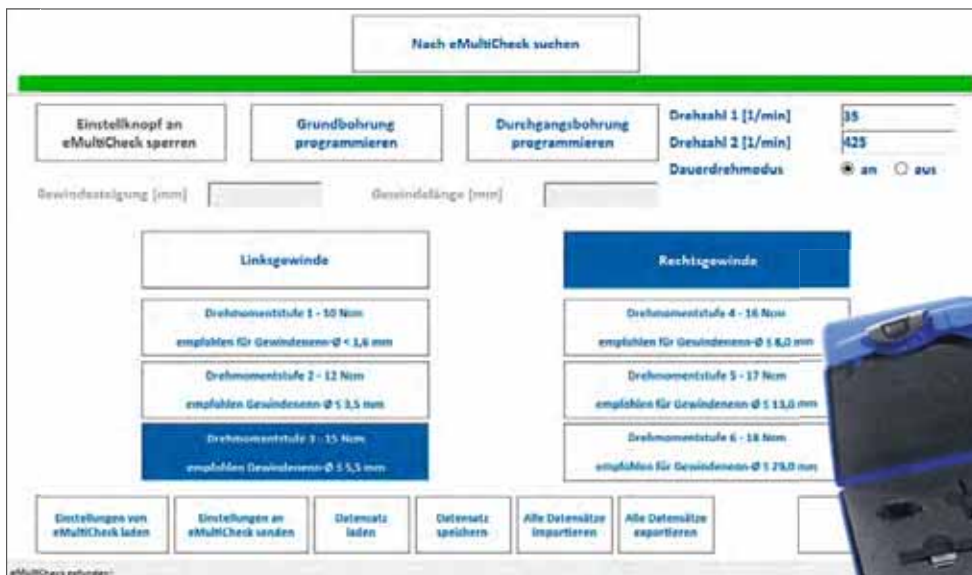 Nach eMultiCheck suchen
Einstellknopf an
eMultiCheck sperren
Grundbohrung
programmieren
Durchgangsbohrung
programmieren
Drehzahl 1 [1/min]
35
Drehzahl 2 [1/min]
425
Dauerdrehmodus
an
aus
Gewindesteigung [mm]
Gewindelänge [mm]
Linksgewinde
Rechtsgewinde
Drehmomentstufe 1 - 10 Ncm
empfohlen für Gewindenenn-Ø < 1,6 mm
Drehmomentstufe 4 - 16 Ncm
empfohlen für Gewindenenn-Ø ≤ 8,0 mm
Drehmomentstufe 2 - 12 Ncm
empfohlen Gewindenenn-Ø ≤ 3,5 mm
Drehmomentstufe 5 - 17 Ncm
empfohlen für Gewindenenn-Ø ≤ 13,0 mm
Drehmomentstufe 3 - 15 Ncm
empfohlen Gewindenenn-Ø ≤ 5,5 mm
Drehmomentstufe 6 - 18 Ncm
empfohlen für Gewindenenn-Ø ≤ 29,0 mm
Einstellungen von
eMultiCheck laden
Einstellungen an
eMultiCheck senden
Datensatz
laden
Datensatz
speichern
Alle Datensätze
importieren
Alle Datensätze
exportieren
eMultiCheck gefunden!